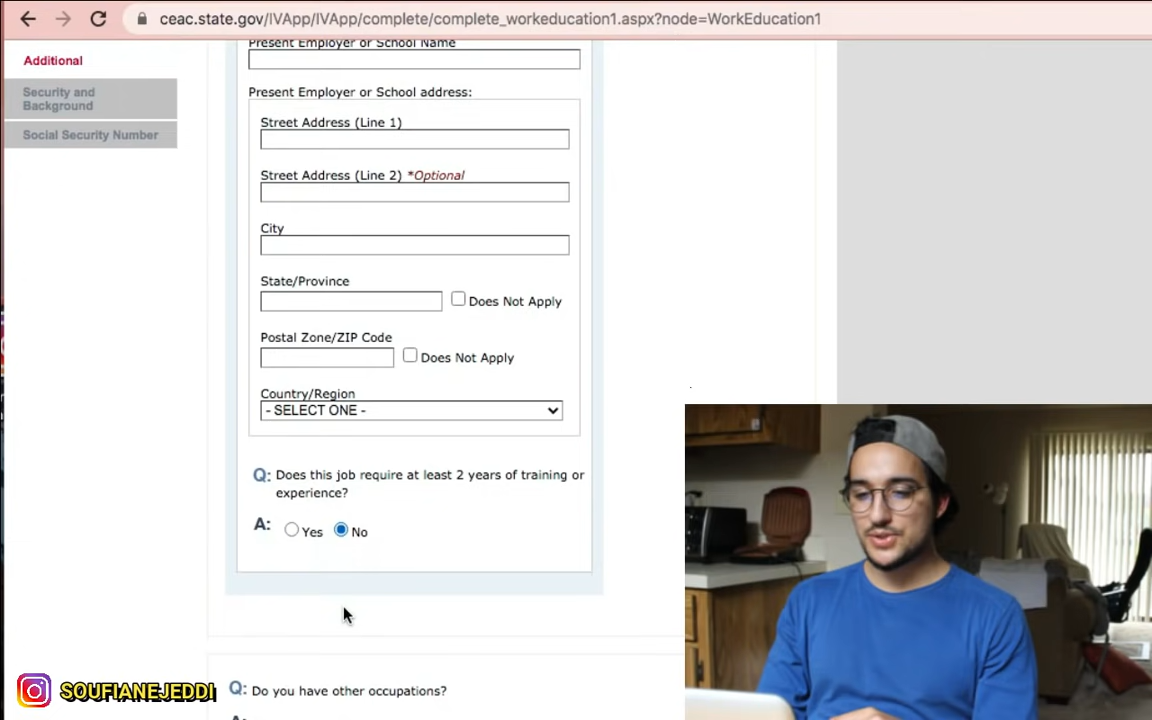 ceac.state.gov/IVApp/IVApp/complete/complete_workeducation1.aspx?node=WorkEducation1
Additional
Security and
Background
Social Security Number
Present Employer or School Name
Present Employer or School address:
Street Address (Line 1)
Street Address (Line 2) *Optional
City
State/Province
Does Not Apply
Postal Zone/ZIP Code
Does Not Apply
Country/Region
- SELECT ONE -
Q: Does this job require at least 2 years of training or
experience?
A: Yes No
Q: Do you have other occupations?
A:
SOUFIANEJEDDI